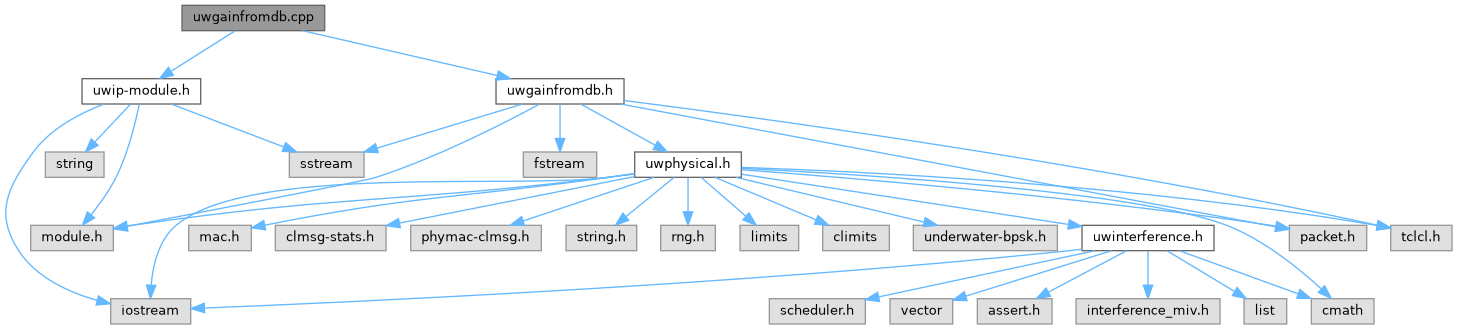 uwgainfromdb.cpp
uwip-module.h
uwgainfromdb.h
string
sstream
fstream
uwphysical.h
module.h
mac.h
clmsg-stats.h
phymac-clmsg.h
string.h
rng.h
limits
climits
underwater-bpsk.h
uwinterference.h
packet.h
tclcl.h
iostream
scheduler.h
vector
assert.h
interference_miv.h
list
cmath